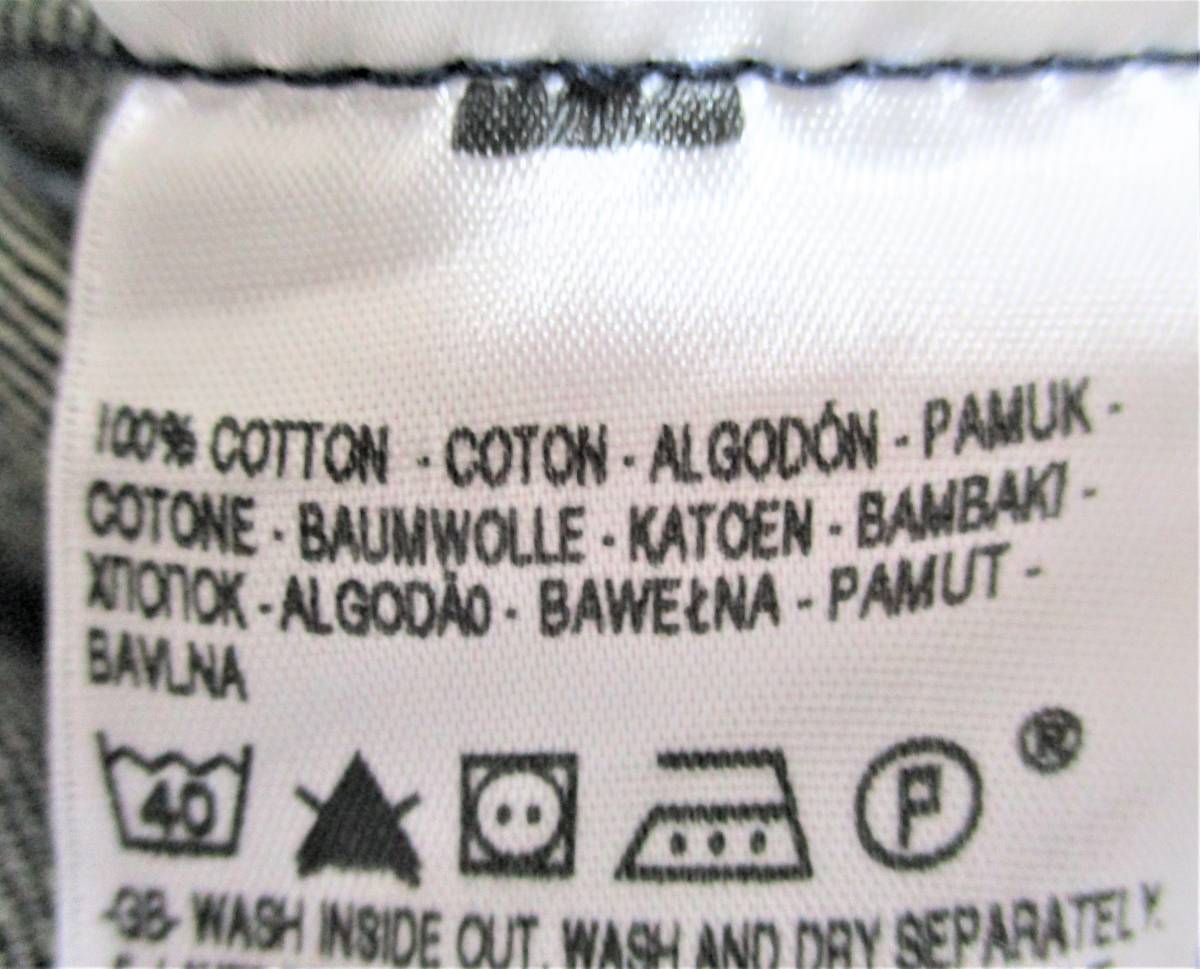 100% COTTON - COTON - ALGODÓN - PAMUK -
COTONE - BAUMWOLLE - KATOEN - BAMBAKI -
ХПОПОК - ALGODÃO - BAWEŁNA - PAMUT -
BAVLNA
40
P
®
-GB- WASH INSIDE OUT. WASH AND DRY SEPARATELY.